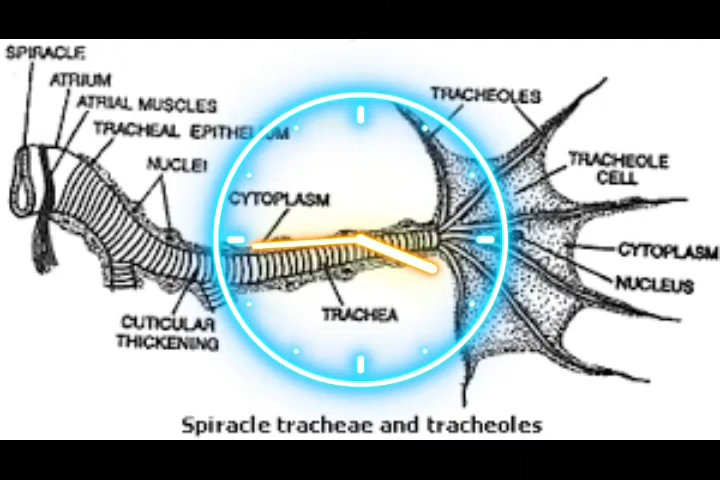 SPIRACLE
ATRIUM
ATRIAL MUSCLES
TRACHEAL EPITHELIUM
NUCLEI
CYTOPLASM
TRACHEOLES
TRACHEOLE
CELL
CYTOPLASM
NUCLEUS
TRACHEA
CUTICULAR
THICKENING
Spiracle tracheae and tracheoles